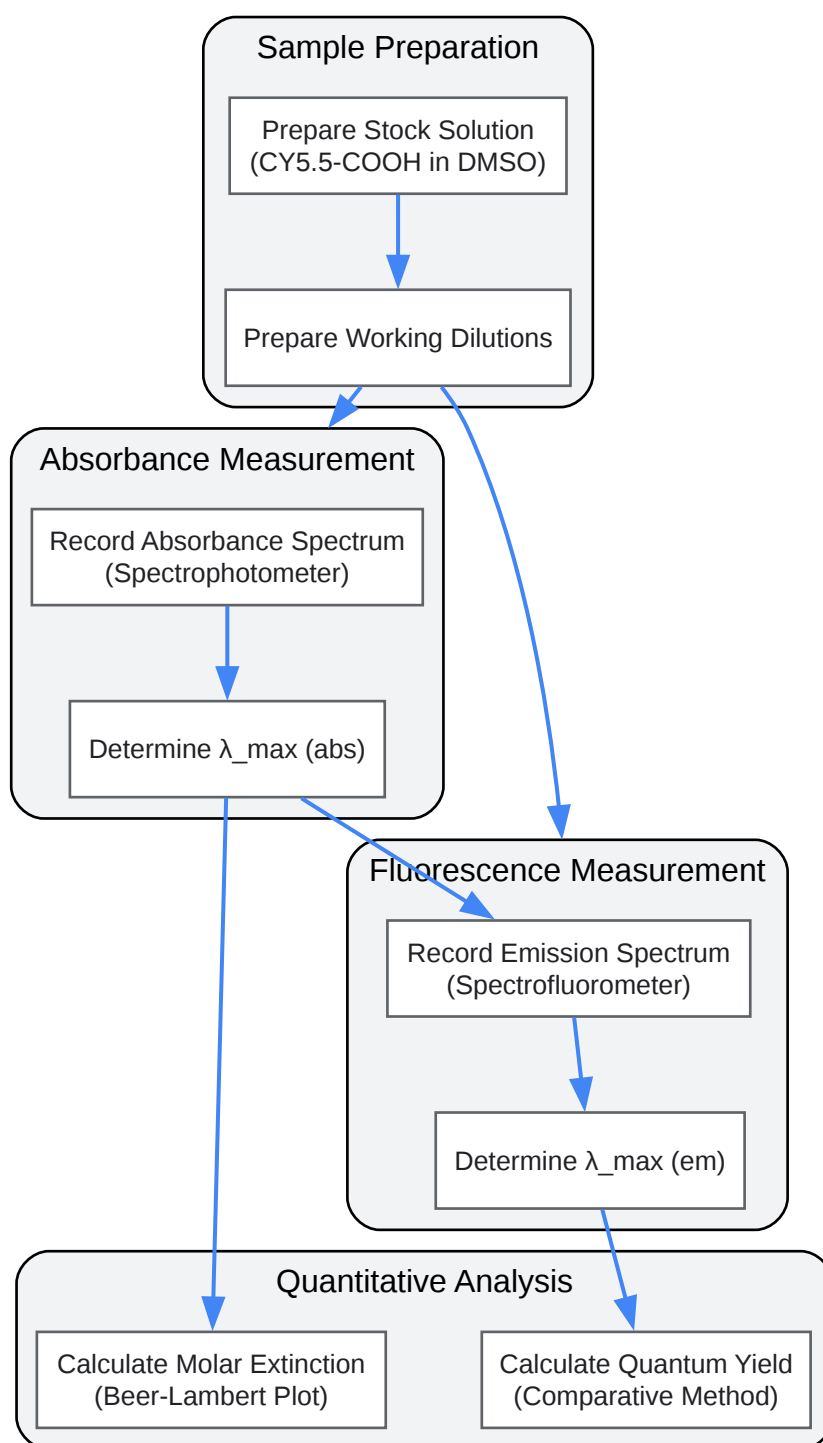 Sample Preparation
Prepare Stock Solution
(CY5.5-COOH in DMSO)
Prepare Working Dilutions
Absorbance Measurement
Record Absorbance Spectrum
(Spectrophotometer)
Determine λ_max (abs)
Fluorescence Measurement
Record Emission Spectrum
(Spectrofluorometer)
Determine λ_max (em)
Quantitative Analysis
Calculate Molar Extinction
(Beer-Lambert Plot)
Calculate Quantum Yield
(Comparative Method)